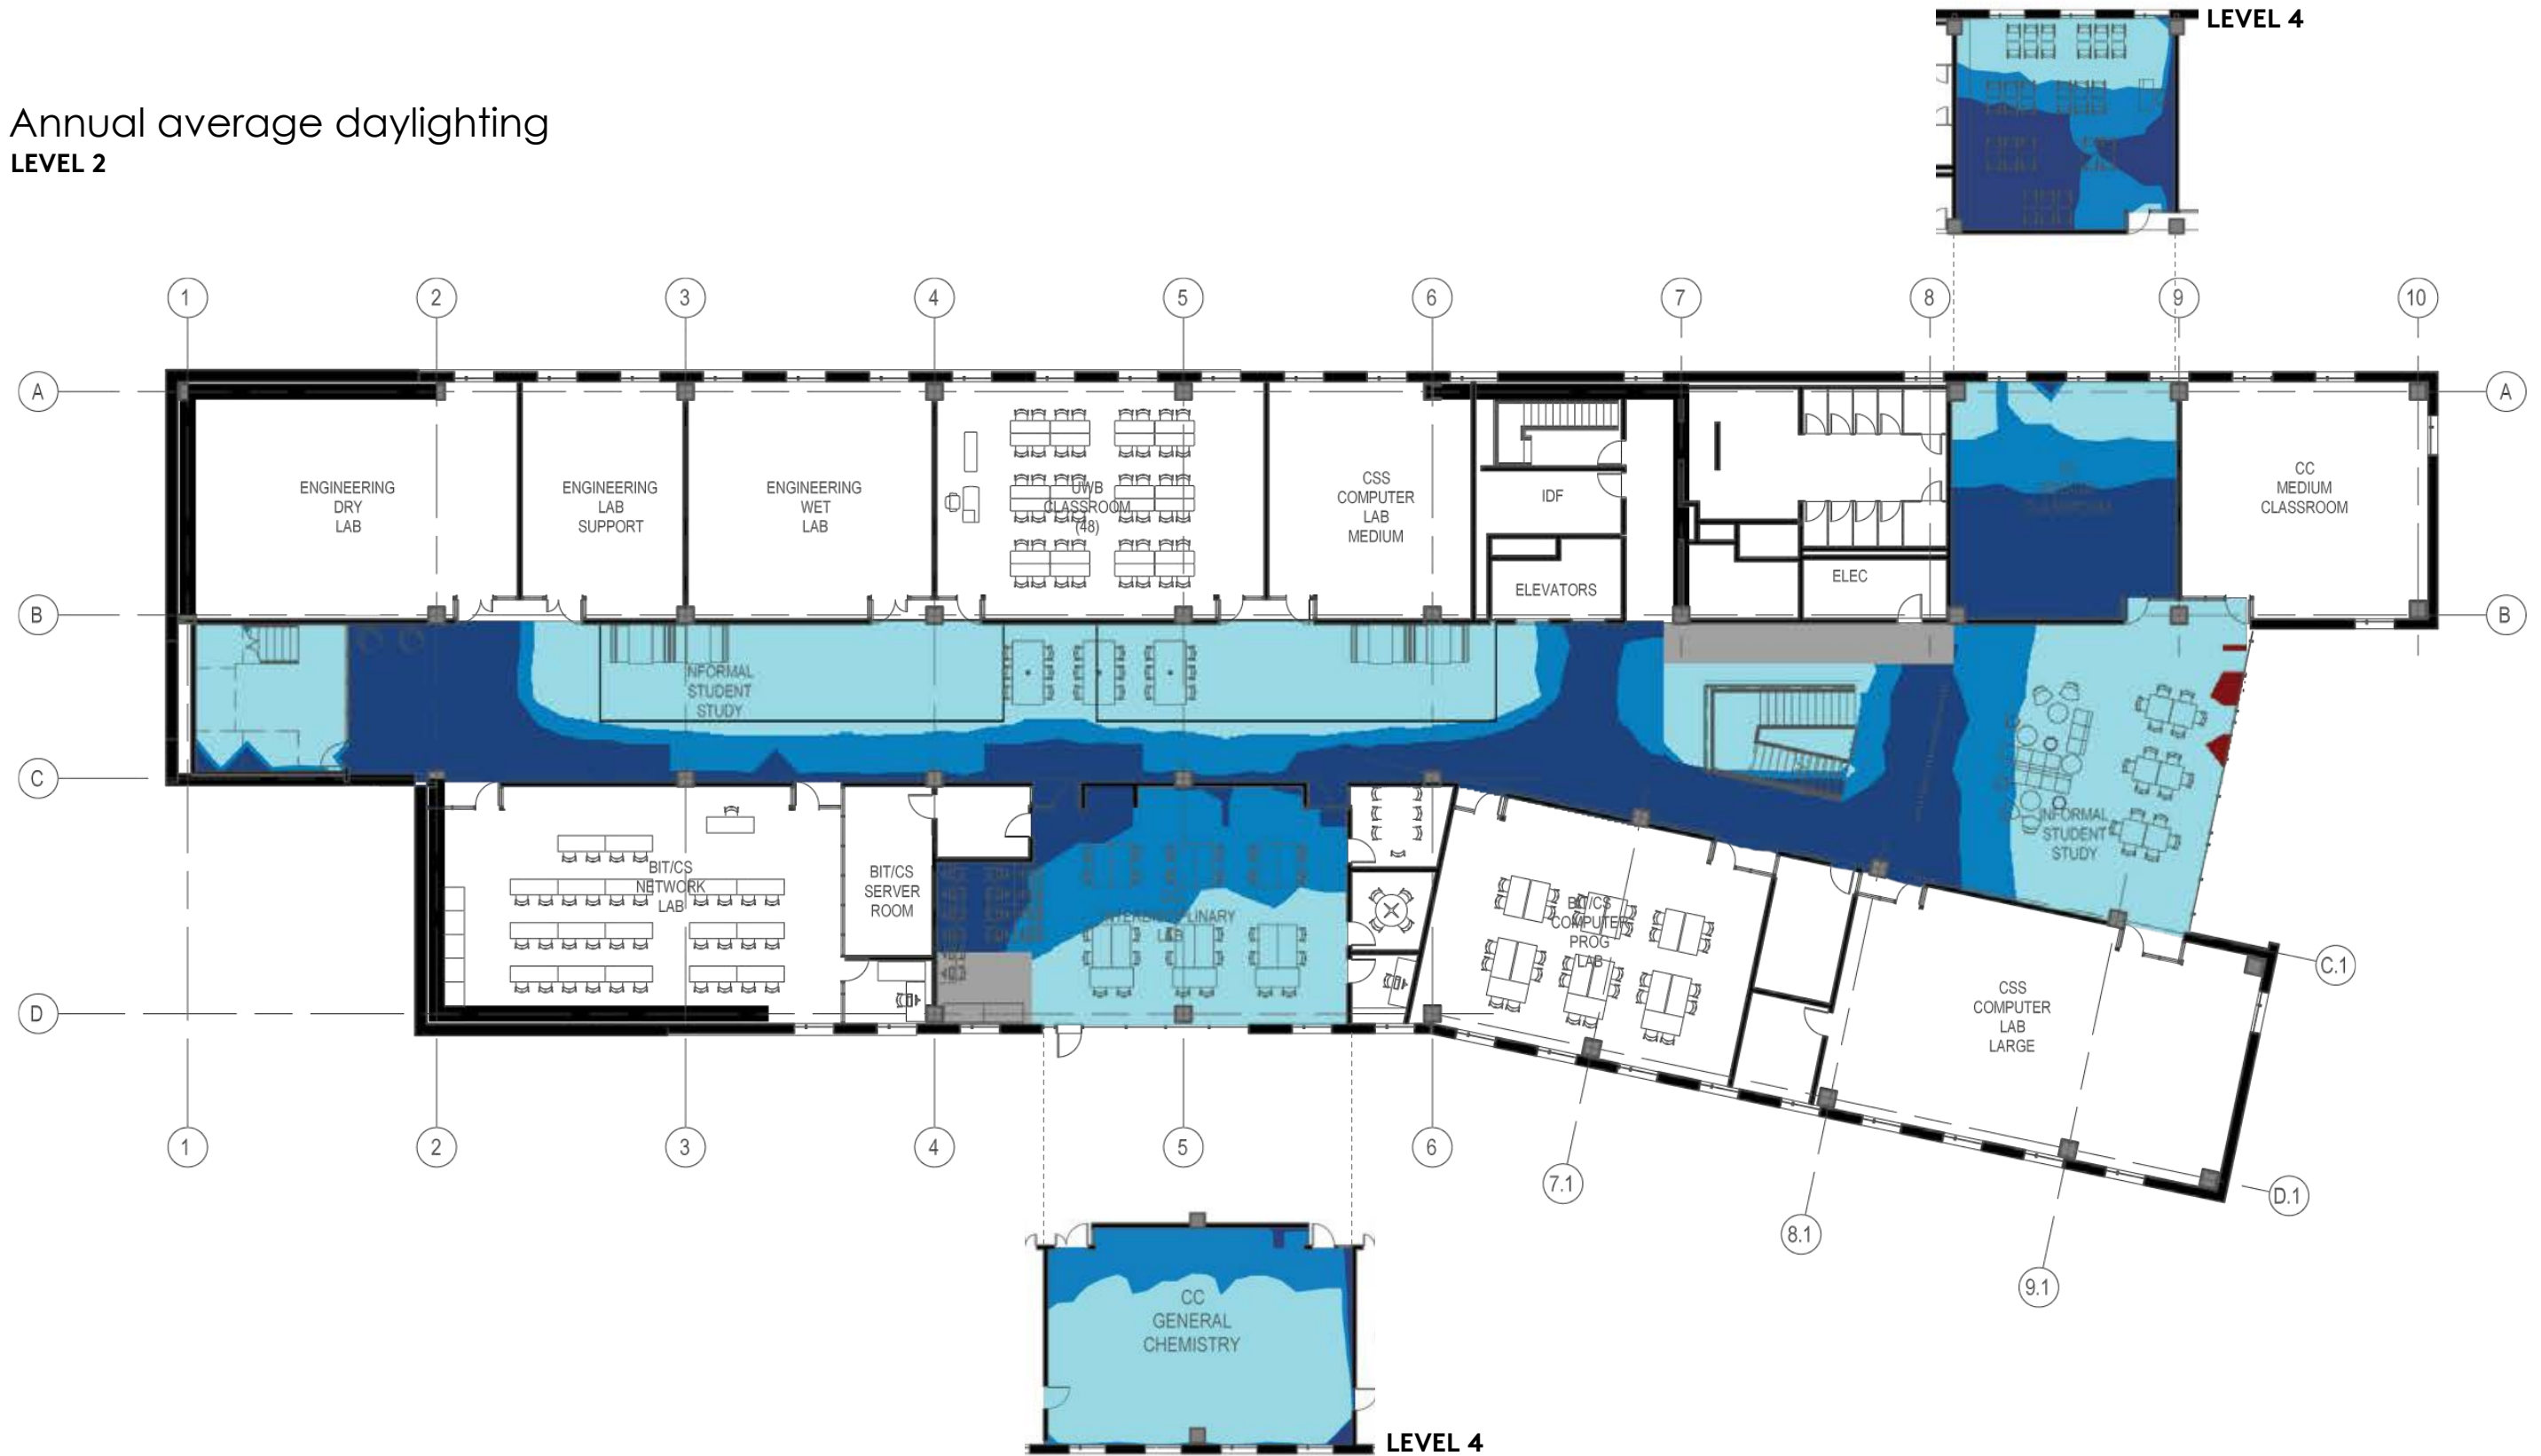 LEVEL 4
Annual average daylighting
LEVEL 2
1
2
3
4
5
6
7
8
9
10
A
A
ENGINEERING
DRY
LAB
ENGINEERING
LAB
SUPPORT
ENGINEERING
WET
LAB
UWB
CLASSROOM
(48)
CSS
COMPUTER
LAB
MEDIUM
IDF
ELEVATORS
ELEC
CLASSROOM
CC
MEDIUM
CLASSROOM
B
B
NFORMAL
STUDENT
STUDY
C
BIT/CS
NETWORK
LAB
BIT/CS
SERVER
ROOM
INTERDISCIPLINARY
LAB
BIT/CS
COMPUTER
PROG
LAB
INFORMAL
STUDENT
STUDY
CSS
COMPUTER
LAB
LARGE
C.1
D
D.1
1
2
3
4
5
6
7.1
8.1
9.1
CC
GENERAL
CHEMISTRY
LEVEL 4